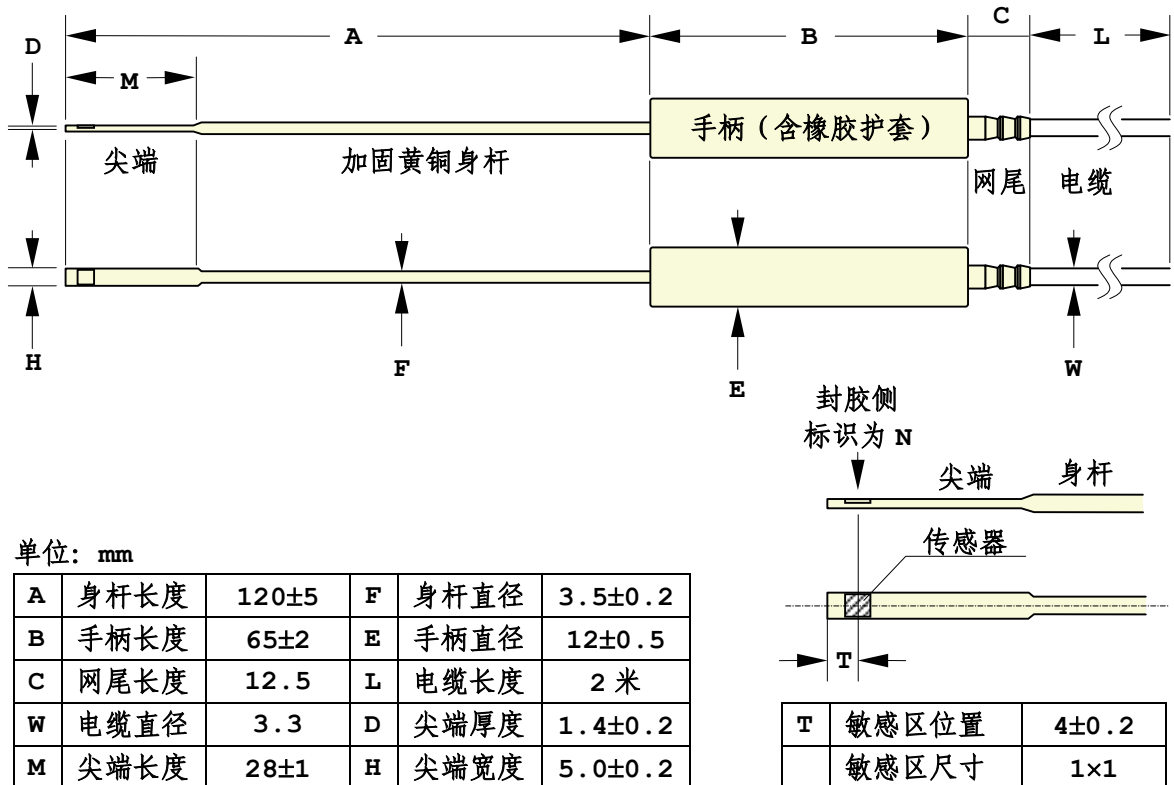 C
D A B L
M
手柄（含橡胶护套）
尖端 加固黄铜身杆 网尾 电缆
H F E W
封胶侧
标识为 N
尖端 身杆
传感器
T
单位: mm
A 身杆长度 120±5 F 身杆直径 3.5±0.2
B 手柄长度 65±2 E 手柄直径 12±0.5
C 网尾长度 12.5 L 电缆长度 2 米
W 电缆直径 3.3 D 尖端厚度 1.4±0.2
M 尖端长度 28±1 H 尖端宽度 5.0±0.2
T 敏感区位置 4±0.2
敏感区尺寸 1×1